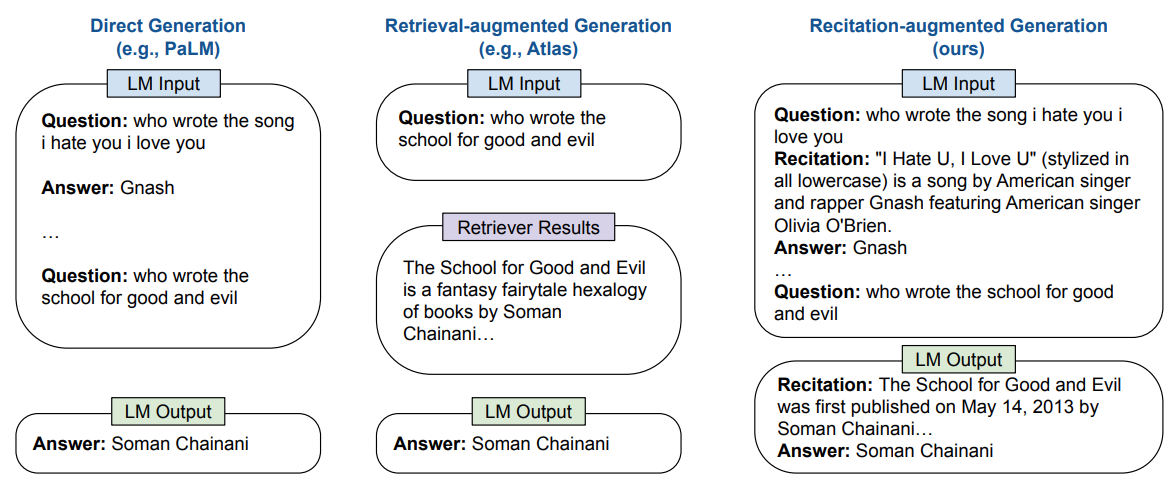 Direct Generation
(e.g., PaLM)
LM Input
Question: who wrote the song
i hate you i love you
Answer: Gnash
...
Question: who wrote the
school for good and evil
LM Output
Answer: Soman Chainani
Retrieval-augmented Generation
(e.g., Atlas)
LM Input
Question: who wrote the
school for good and evil
Retriever Results
The School for Good and Evil
is a fantasy fairytale hexalogy
of books by Soman
Chainani…
LM Output
Answer: Soman Chainani
Recitation-augmented Generation
(ours)
LM Input
Question: who wrote the song i hate you i
love you
Recitation: "I Hate U, I Love U" (stylized in
all lowercase) is a song by American singer
and rapper Gnash featuring American singer
Olivia O'Brien.
Answer: Gnash
...
Question: who wrote the school for good
and evil
LM Output
Recitation: The School for Good and Evil
was first published on May 14, 2013 by
Soman Chainani…
Answer: Soman Chainani